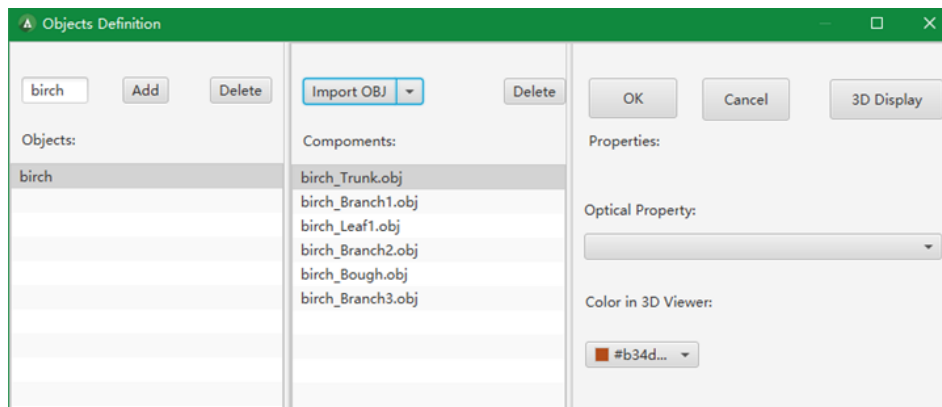 Objects Definition
birch Add Delete
Objects:
birch
Import OBJ Delete
Compoments:
birch_Trunk.obj
birch_Branch1.obj
birch_Leaf1.obj
birch_Branch2.obj
birch_Bough.obj
birch_Branch3.obj
OK Cancel 3D Display
Properties:
Optical Property:
Color in 3D Viewer:
#b34d...